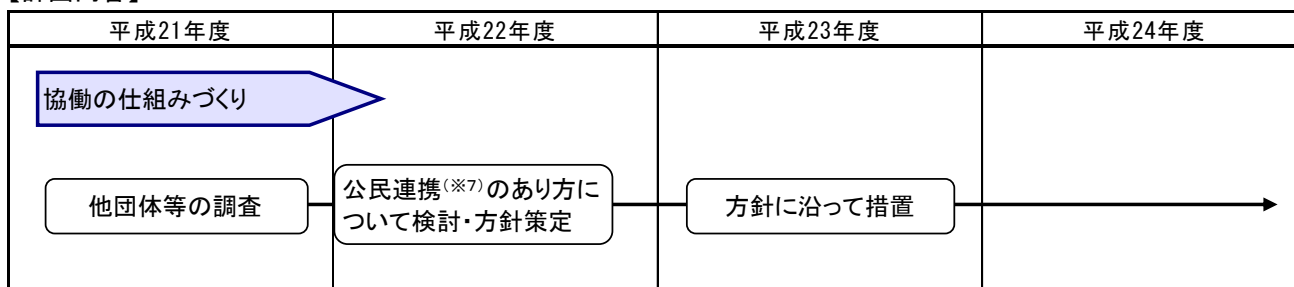 平成21年度 平成22年度 平成23年度 平成24年度
協働の仕組みづくり
他団体等の調査
公民連携(※7)のあり方に
ついて検討・方針策定
方針に沿って措置